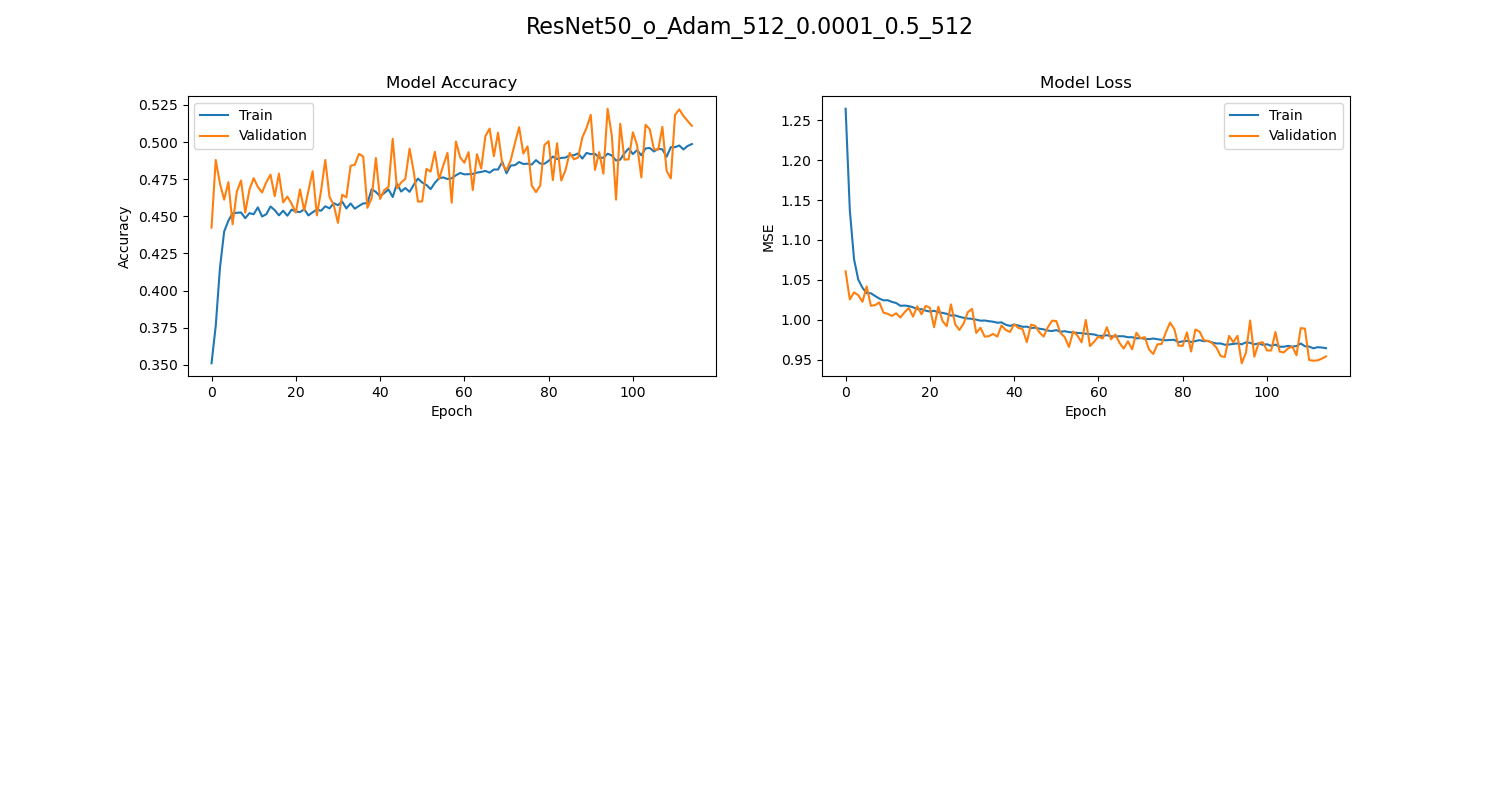 ResNet50_o_Adam_512_0.0001_0.5_512
Model Accuracy
Train
Validation
0.525
0.500
0.475
0.450
0.425
0.400
0.375
0.350
Accuracy
0 20 40 60 80 100
Epoch
Model Loss
Train
Validation
1.25
1.20
1.15
1.10
1.05
1.00
0.95
MSE
0 20 40 60 80 100
Epoch